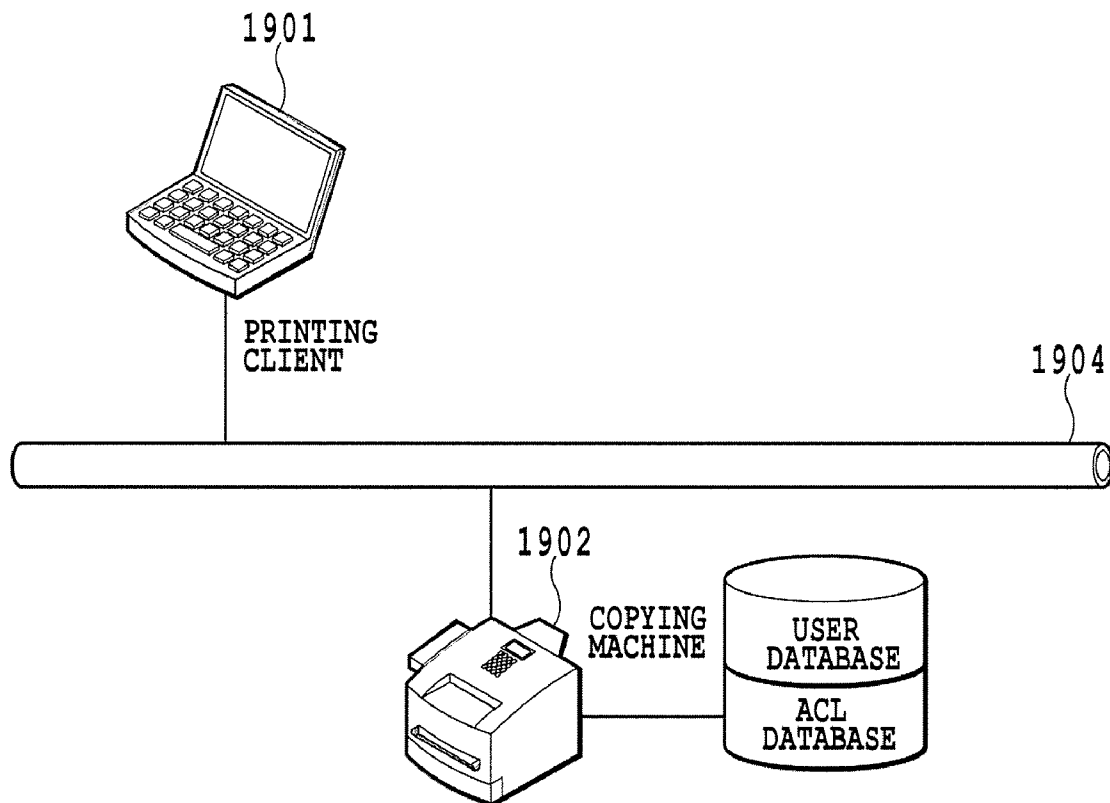 1901
PRINTING
CLIENT
1904
1902
COPYING
MACHINE
USER
DATABASE
ACL
DATABASE